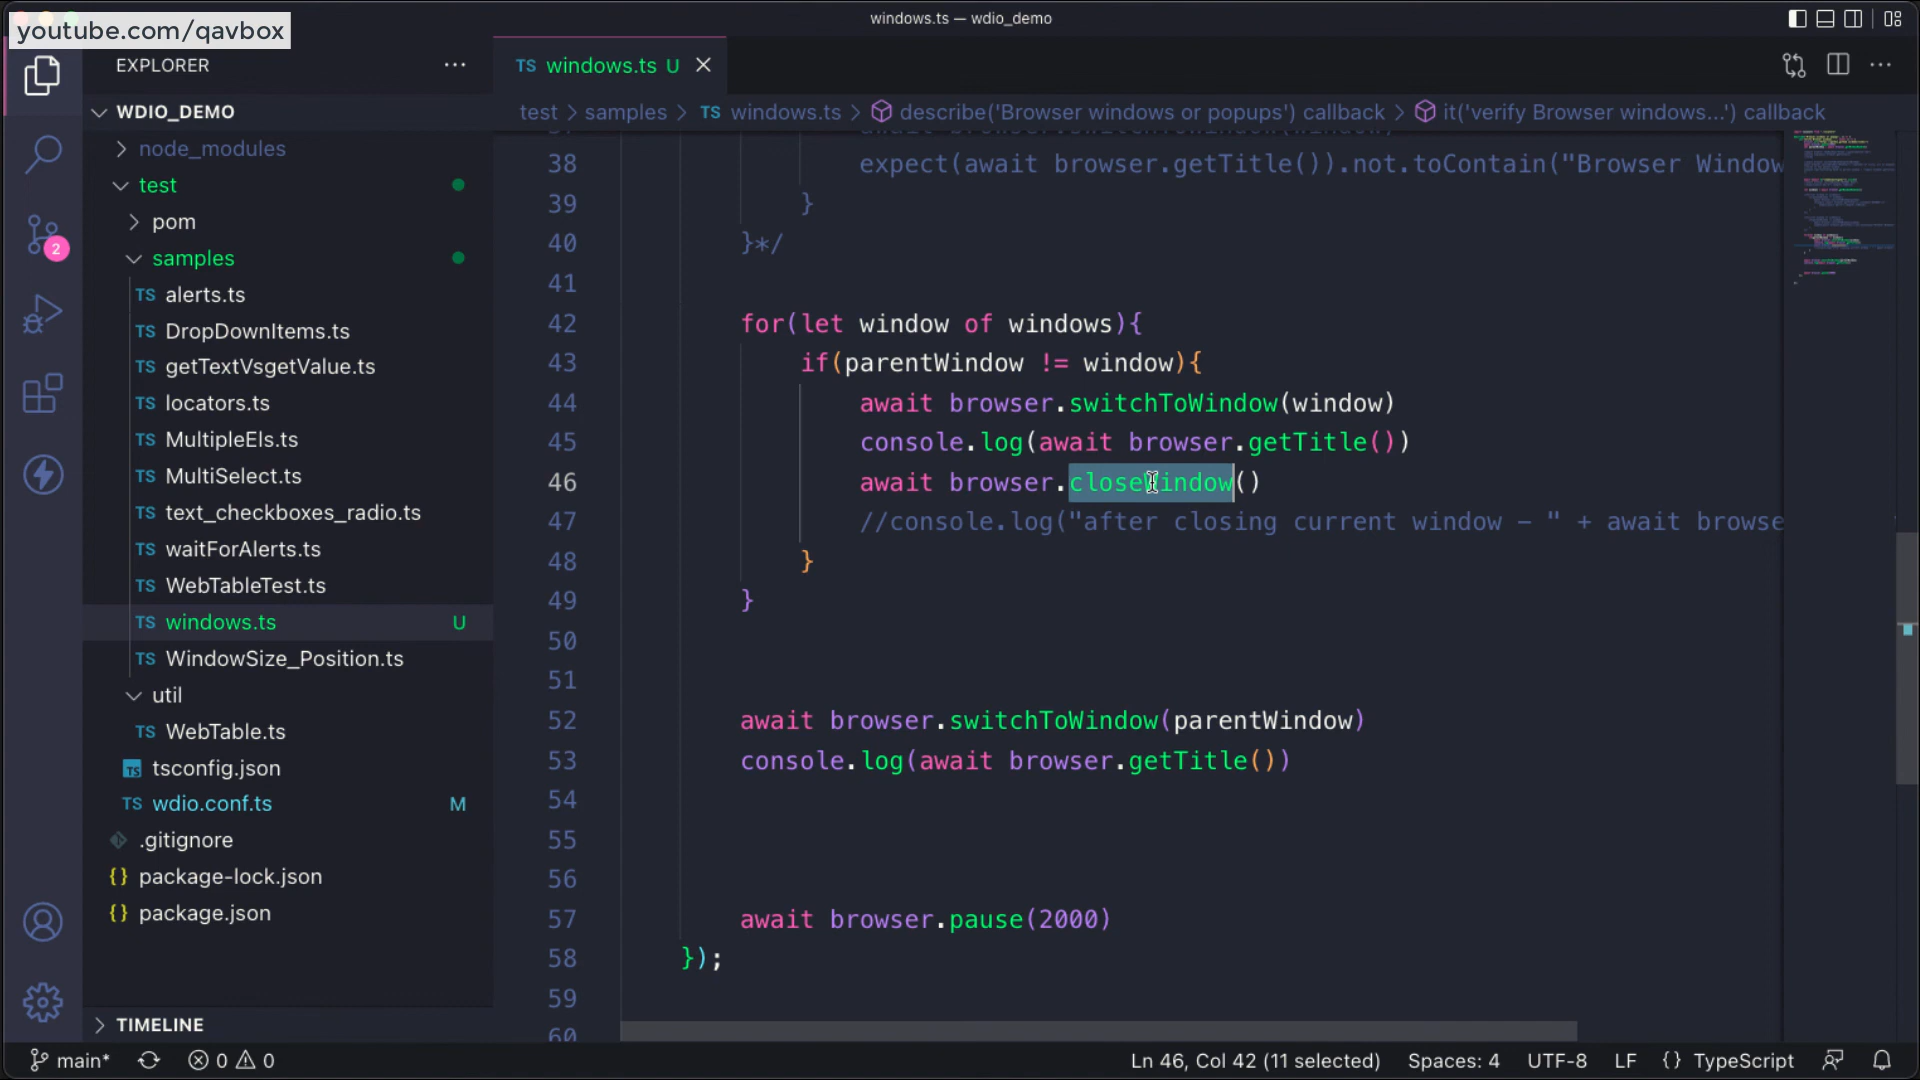 windows.ts — wdio_demo
youtube.com/qavbox
EXPLORER
TS windows.ts U
WDIO_DEMO
test > samples > TS windows.ts > describe('Browser windows or popups') callback > it('verify Browser windows...') callback
node_modules
test
pom
samples
TS alerts.ts
TS DropDownItems.ts
TS getTextVsgetValue.ts
TS locators.ts
TS MultipleEls.ts
TS MultiSelect.ts
TS text_checkboxes_radio.ts
TS waitForAlerts.ts
TS WebTableTest.ts
TS windows.ts U
TS WindowSize_Position.ts
util
TS WebTable.ts
TS tsconfig.json
TS wdio.conf.ts M
.gitignore
{} package-lock.json
{} package.json
TIMELINE
2
37 await browser.switchToWindow(window)
38 expect(await browser.getTitle()).not.toContain("Browser Window
39 }
40 }*/
41
42 for(let window of windows){
43 if(parentWindow != window){
44 await browser.switchToWindow(window)
45 console.log(await browser.getTitle())
46 await browser.closeWindow()
47 //console.log("after closing current window - " + await browse
48 }
49 }
50
51
52 await browser.switchToWindow(parentWindow)
53 console.log(await browser.getTitle())
54
55
56
57 await browser.pause(2000)
58 });
59
60
main* 0 0 Ln 46, Col 42 (11 selected) Spaces: 4 UTF-8 LF {} TypeScript